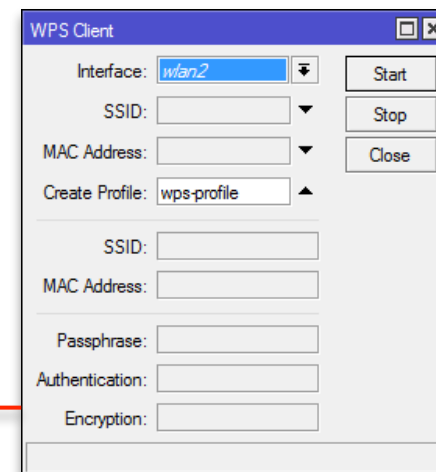 WPS Client
Interface: wlan2 Start
SSID: Stop
MAC Address: Close
Create Profile: wps-profile
SSID:
MAC Address:
Passphrase:
Authentication:
Encryption: